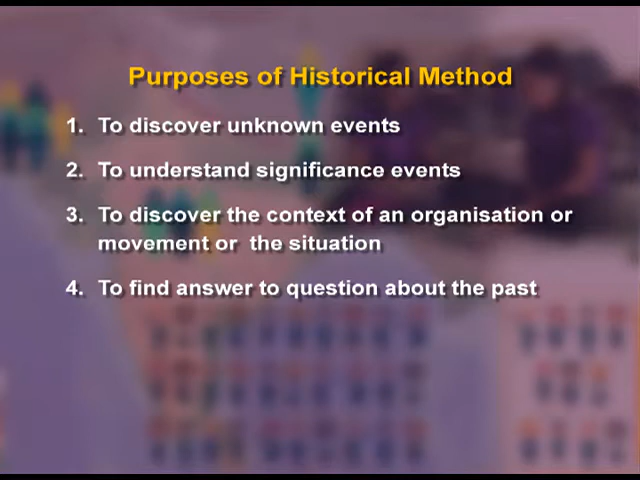 Purposes of Historical Method
1. To discover unknown events
2. To understand significance events
3. To discover the context of an organisation or
movement or the situation
4. To find answer to question about the past